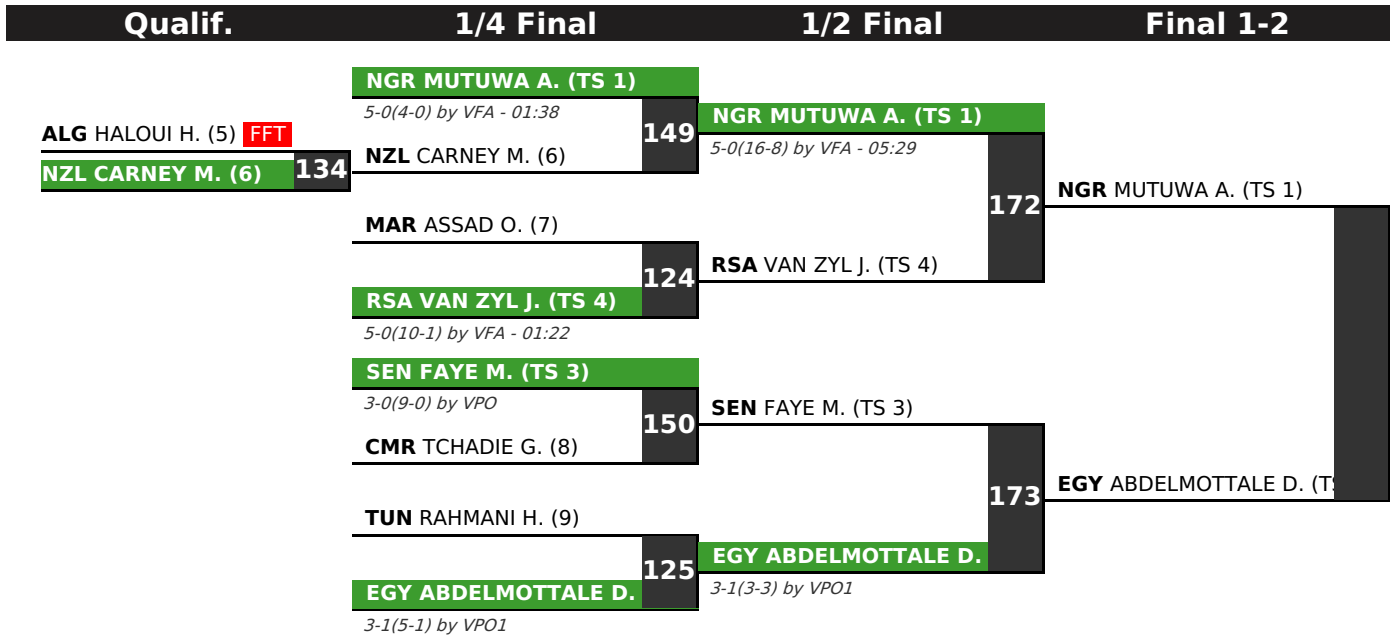 Qualif.
1/4 Final
1/2 Final
Final 1-2
ALG HALOUI H. (5) FFT
NZL CARNEY M. (6)
134
NGR MUTUWA A. (TS 1)
5-0(4-0) by VFA - 01:38
149
NZL CARNEY M. (6)
MAR ASSAD O. (7)
124
RSA VAN ZYL J. (TS 4)
5-0(10-1) by VFA - 01:22
SEN FAYE M. (TS 3)
3-0(9-0) by VPO
150
CMR TCHADIE G. (8)
TUN RAHMANI H. (9)
125
EGY ABDELMOTTALE D.
3-1(5-1) by VPO1
NGR MUTUWA A. (TS 1)
5-0(16-8) by VFA - 05:29
172
RSA VAN ZYL J. (TS 4)
SEN FAYE M. (TS 3)
173
EGY ABDELMOTTALE D.
3-1(3-3) by VPO1
NGR MUTUWA A. (TS 1)
EGY ABDELMOTTALE D.